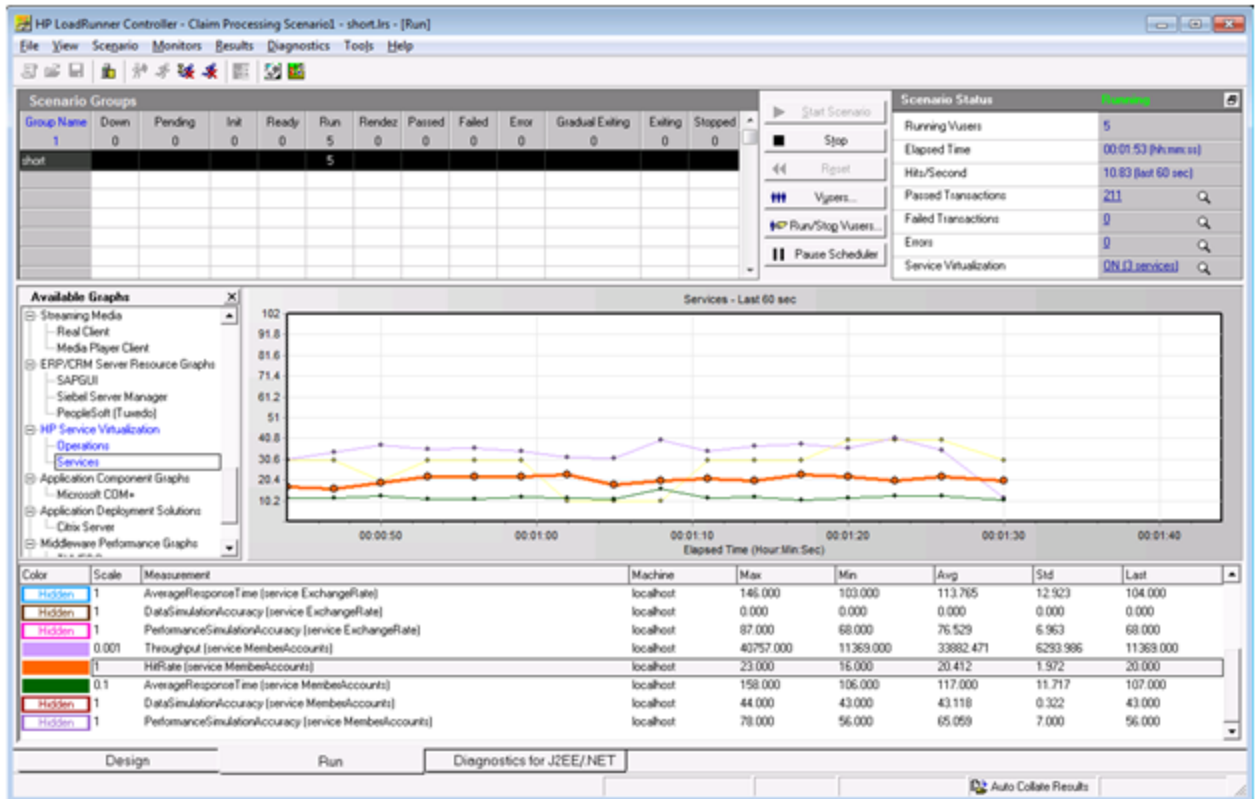 HP LoadRunner Controller - Claim Processing Scenario1 - short.lrs - [Run]
File View Scenario Monitors Results Diagnostics Tools Help
Scenario Groups
Group Name Down Pending Init Ready Run Rendez Passed Failed Error Gradual Exiting Exiting Stopped
1 0 0 0 0 5 0 0 0 0 0 0 0
short 5
Start Scenario
Stop
Reset
Vusers...
Run/Stop Vusers...
Pause Scheduler
Scenario Status Running
Running Vusers 5
Elapsed Time 00:01:53 (hh:mm:ss)
Hits/Second 10.83 (last 60 sec)
Passed Transactions 211
Failed Transactions 0
Errors 0
Service Virtualization ON (3 services)
Available Graphs
Streaming Media
Real Client
Media Player Client
ERP/CRM Server Resource Graphs
SAPGUI
Siebel Server Manager
PeopleSoft (Tuxedo)
HP Service Virtualization
Operations
Services
Application Component Graphs
Microsoft COM+
Application Deployment Solutions
Citrix Server
Middleware Performance Graphs
Services - Last 60 sec
102
91.8
81.6
71.4
61.2
51
40.8
30.6
20.4
10.2
00:00:50 00:01:00 00:01:10 00:01:20 00:01:30 00:01:40
Elapsed Time (Hour:Min:Sec)
Color Scale Measurement Machine Max Min Avg Std Last
Hidden 1 AverageResponseTime (service ExchangeRate) localhost 146.000 103.000 113.765 12.923 104.000
Hidden 1 DataSimulationAccuracy (service ExchangeRate) localhost 0.000 0.000 0.000 0.000 0.000
Hidden 1 PerformanceSimulationAccuracy (service ExchangeRate) localhost 87.000 68.000 76.529 6.963 68.000
0.001 Throughput (service MemberAccounts) localhost 40757.000 11369.000 33882.471 6293.986 11369.000
1 HitRate (service MemberAccounts) localhost 23.000 16.000 20.412 1.972 20.000
0.1 AverageResponseTime (service MemberAccounts) localhost 158.000 106.000 117.000 11.717 107.000
Hidden 1 DataSimulationAccuracy (service MemberAccounts) localhost 44.000 43.000 43.118 0.322 43.000
Hidden 1 PerformanceSimulationAccuracy (service MemberAccounts) localhost 78.000 56.000 65.059 7.000 56.000
Design Run Diagnostics for J2EE/.NET
Auto Collate Results